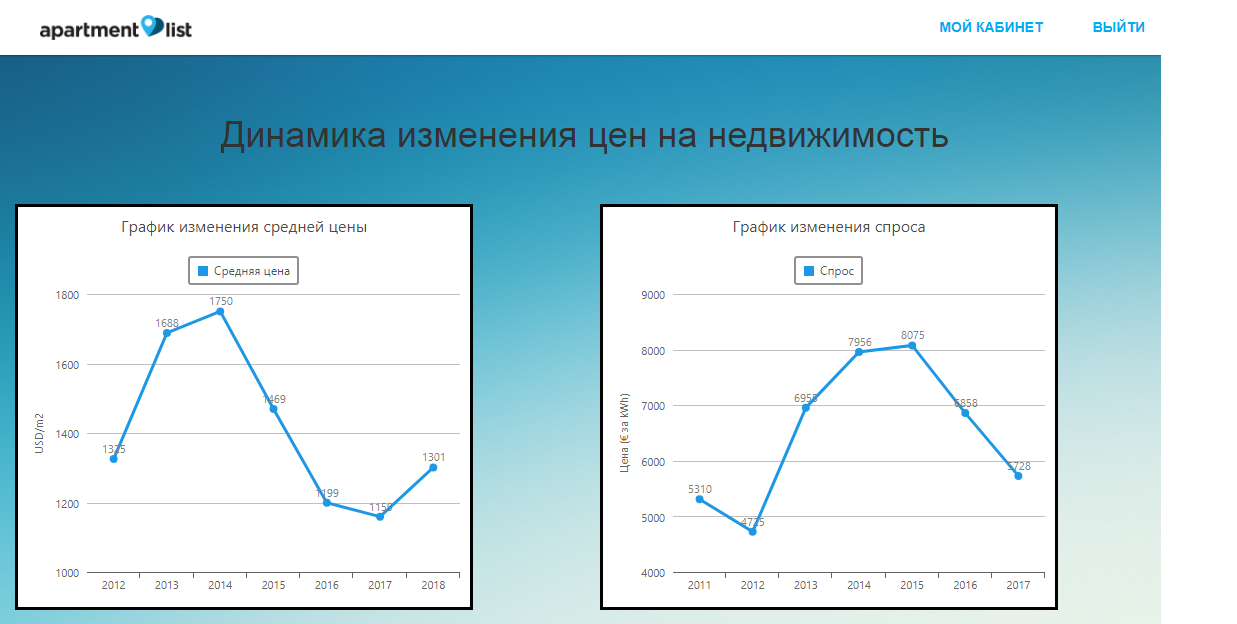 apartment list
МОЙ КАБИНЕТ ВЫЙТИ
Динамика изменения цен на недвижимость
График изменения средней цены
Средняя цена
USD/m2
1800
1600
1400
1200
1000
1325
1688
1750
1469
1199
1159
1301
2012 2013 2014 2015 2016 2017 2018
График изменения спроса
Спрос
Цена (€ за kWh)
9000
8000
7000
6000
5000
4000
5310
4725
6955
7956
8075
6858
5728
2011 2012 2013 2014 2015 2016 2017